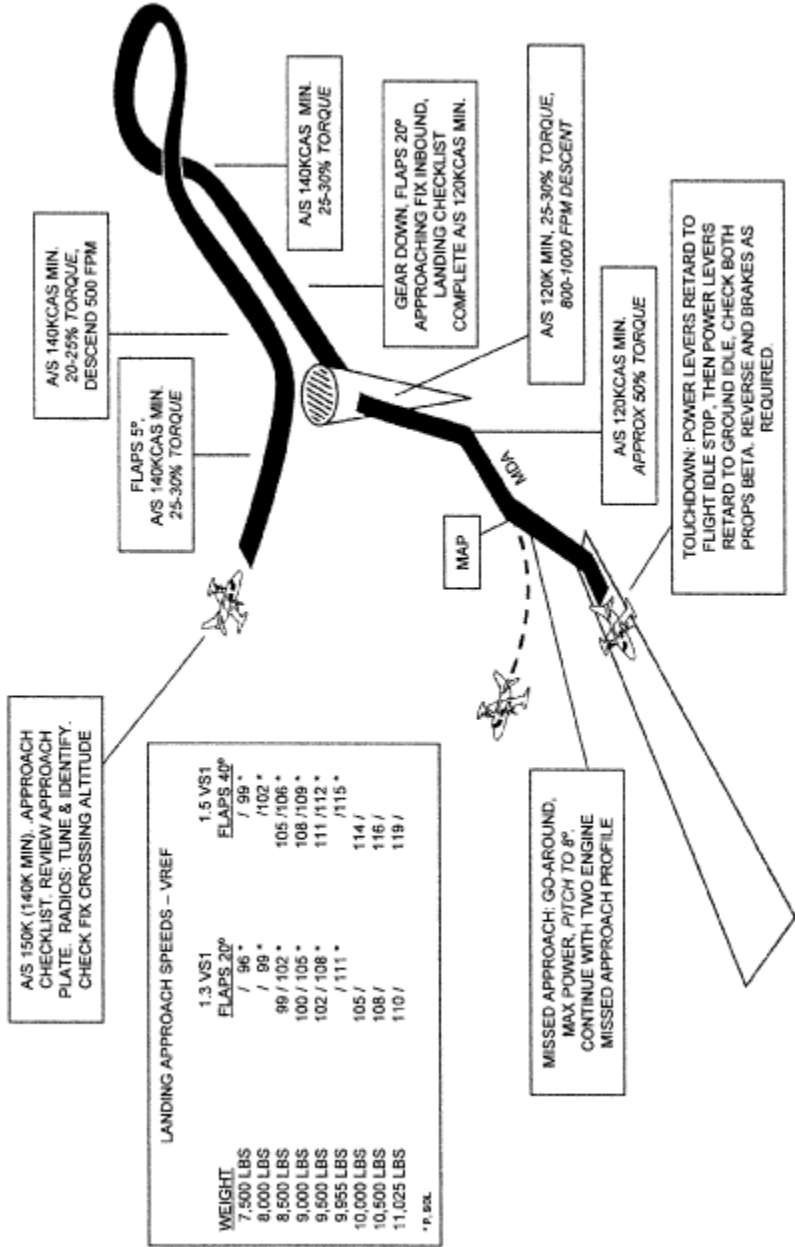 A/S 150K (140K MIN). .APPROACH
CHECKLIST. REVIEW APPROACH
PLATE. RADIOS: TUNE & IDENTIFY.
CHECK FIX CROSSING ALTITUDE
FLAPS 5º,
A/S 140KCAS MIN.
25-30% TORQUE
A/S 140KCAS MIN.
20-25% TORQUE,
DESCEND 500 FPM
A/S 140KCAS MIN.
25-30% TORQUE
GEAR DOWN, FLAPS 20º
APPROACHING FIX INBOUND,
LANDING CHECKLIST
COMPLETE A/S 120KCAS MIN.
A/S 120K MIN, 25-30% TORQUE,
800-1000 FPM DESCENT
A/S 120KCAS MIN.
APPROX 50% TORQUE
MDA
MAP
TOUCHDOWN: POWER LEVERS RETARD TO
FLIGHT IDLE STOP, THEN POWER LEVERS
RETARD TO GROUND IDLE, CHECK BOTH
PROPS BETA, REVERSE AND BRAKES AS
REQUIRED.
MISSED APPROACH: GO-AROUND,
MAX POWER, PITCH TO 8º.
CONTINUE WITH TWO ENGINE
MISSED APPROACH PROFILE
LANDING APPROACH SPEEDS – VREF
1.3 VS1 1.5 VS1
WEIGHT FLAPS 20º FLAPS 40º
7,500 LBS / 96 * / 99 *
8,000 LBS / 99 * /102 *
8,500 LBS 99 / 102 * 105 /106 *
9,000 LBS 100 / 105 * 108 /109 *
9,500 LBS 102 / 108 * 111 /112 *
9,955 LBS / 111 * /115 *
10,000 LBS 105 / 114 /
10,500 LBS 108 / 116 /
11,025 LBS 110 / 119 /